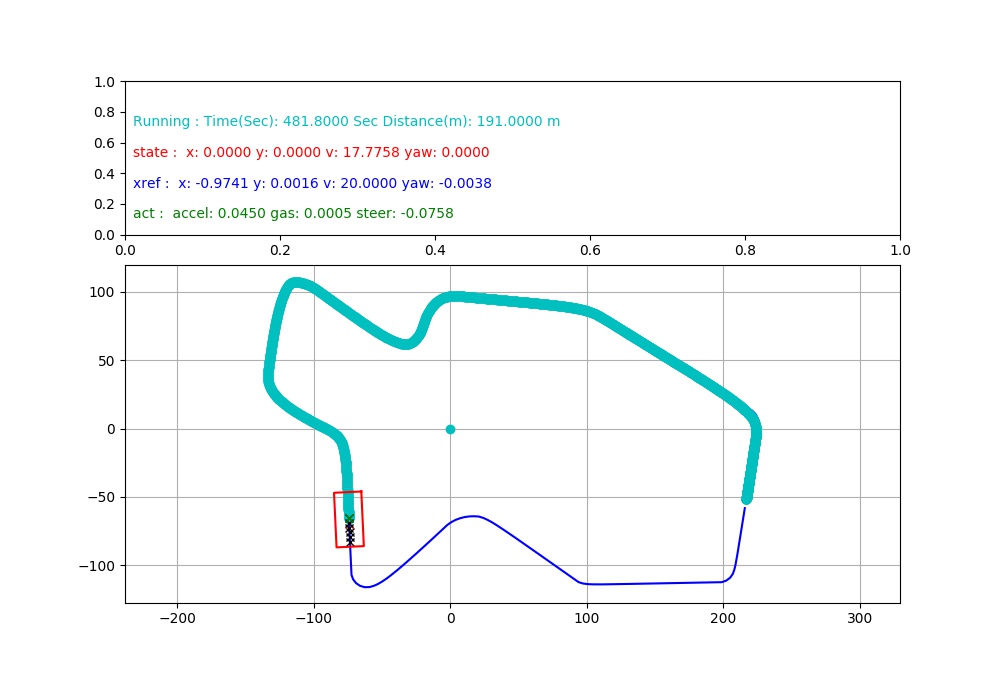 1.0
0.8
0.6
0.4
0.2
0.0
Running : Time(Sec): 481.8000 Sec Distance(m): 191.0000 m
state :  x: 0.0000 y: 0.0000 v: 17.7758 yaw: 0.0000
xref :  x: -0.9741 y: 0.0016 v: 20.0000 yaw: -0.0038
act :  accel: 0.0450 gas: 0.0005 steer: -0.0758
0.0 0.2 0.4 0.6 0.8 1.0
100
50
0
−50
−100
−200 −100 0 100 200 300